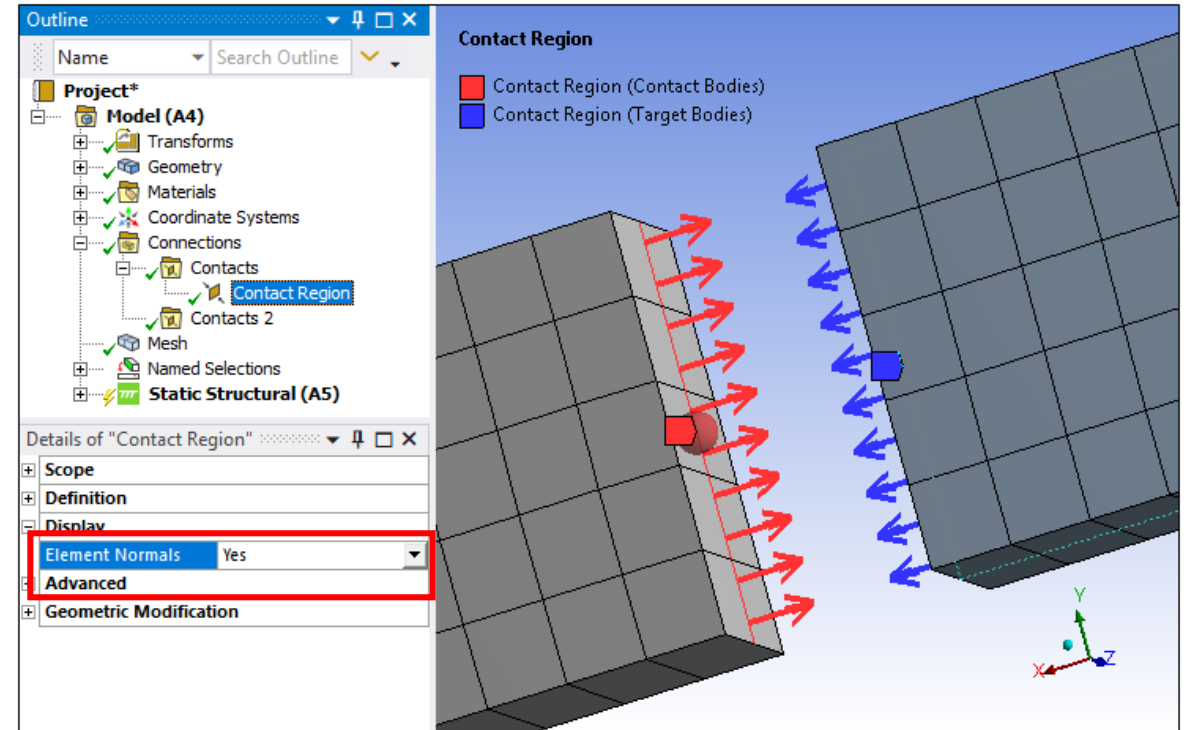 Outline
Name
Search Outline
Project*
Model (A4)
Transforms
Geometry
Materials
Coordinate Systems
Connections
Contacts
Contact Region
Contacts 2
Mesh
Named Selections
Static Structural (A5)
Details of "Contact Region"
Scope
Definition
Display
Element Normals Yes
Advanced
Geometric Modification
Contact Region
Contact Region (Contact Bodies)
Contact Region (Target Bodies)
Y
X
Z